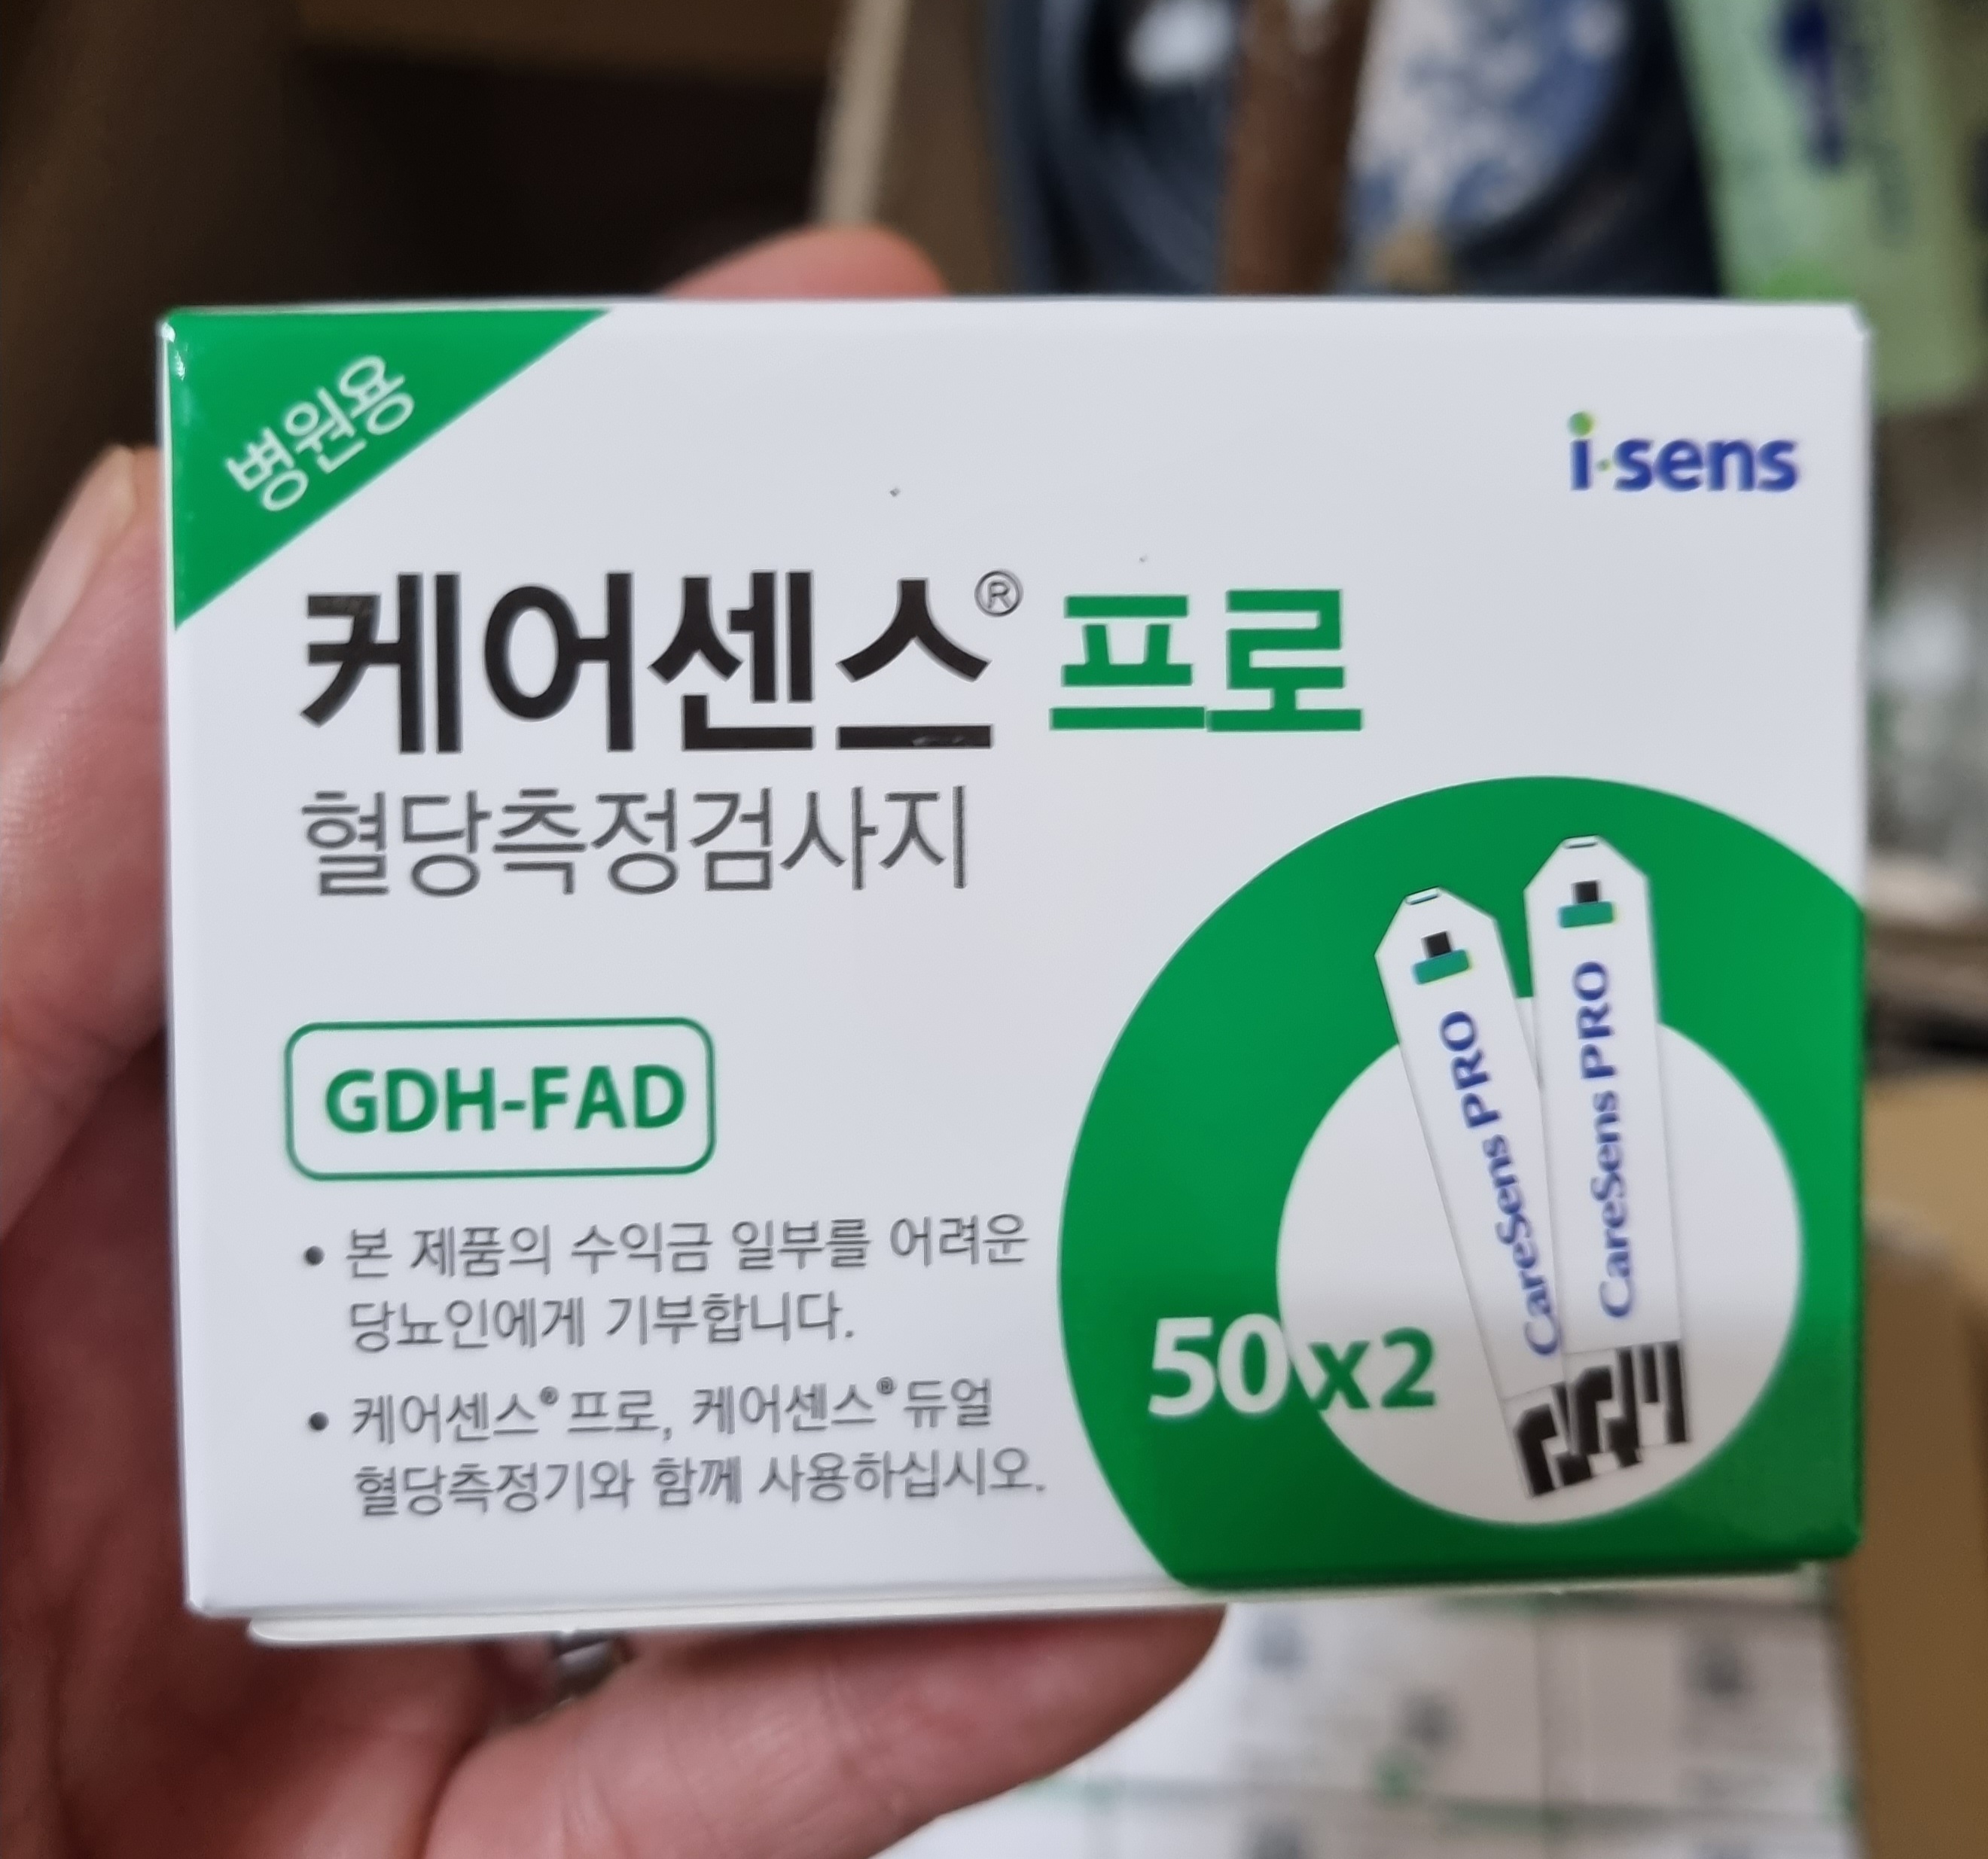 병원용
i·sens
케어센스® 프로
혈당측정검사지
GDH-FAD
• 본 제품의 수익금 일부를 어려운
당뇨인에게 기부합니다.
• 케어센스® 프로, 케어센스® 듀얼
혈당측정기와 함께 사용하십시오.
50 x2
CareSens PRO
CareSens PRO